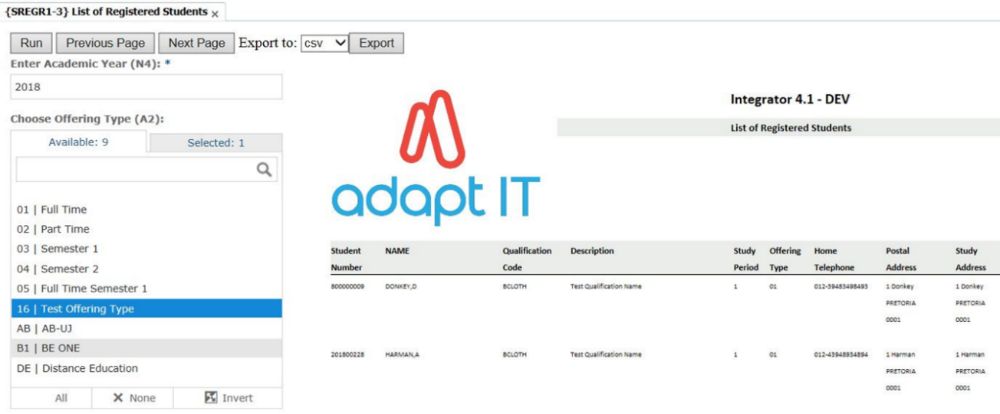 {SREGR1-3} List of Registered Students x
Run Previous Page Next Page Export to: csv Export
Enter Academic Year (N4): *
2018
Choose Offering Type (A2):
Available: 9 Selected: 1
01 | Full Time
02 | Part Time
03 | Semester 1
04 | Semester 2
05 | Full Time Semester 1
16 | Test Offering Type
AB | AB-UJ
B1 | BE ONE
DE | Distance Education
All None Invert
adapt IT
Integrator 4.1 - DEV
List of Registered Students
Student NAME Qualification Description Study Offering Home Postal Study
Number Code Period Type Telephone Address Address
800000009 DONKEY,D BCLOTH Test Qualification Name 1 01 012-39483498493 1 Donkey 1 Donkey
PRETORIA PRETORIA
0001 0001
201800228 HARMAN,A BCLOTH Test Qualification Name 1 01 012-43948934894 1 Harman 1 Harman
PRETORIA PRETORIA
0001 0001